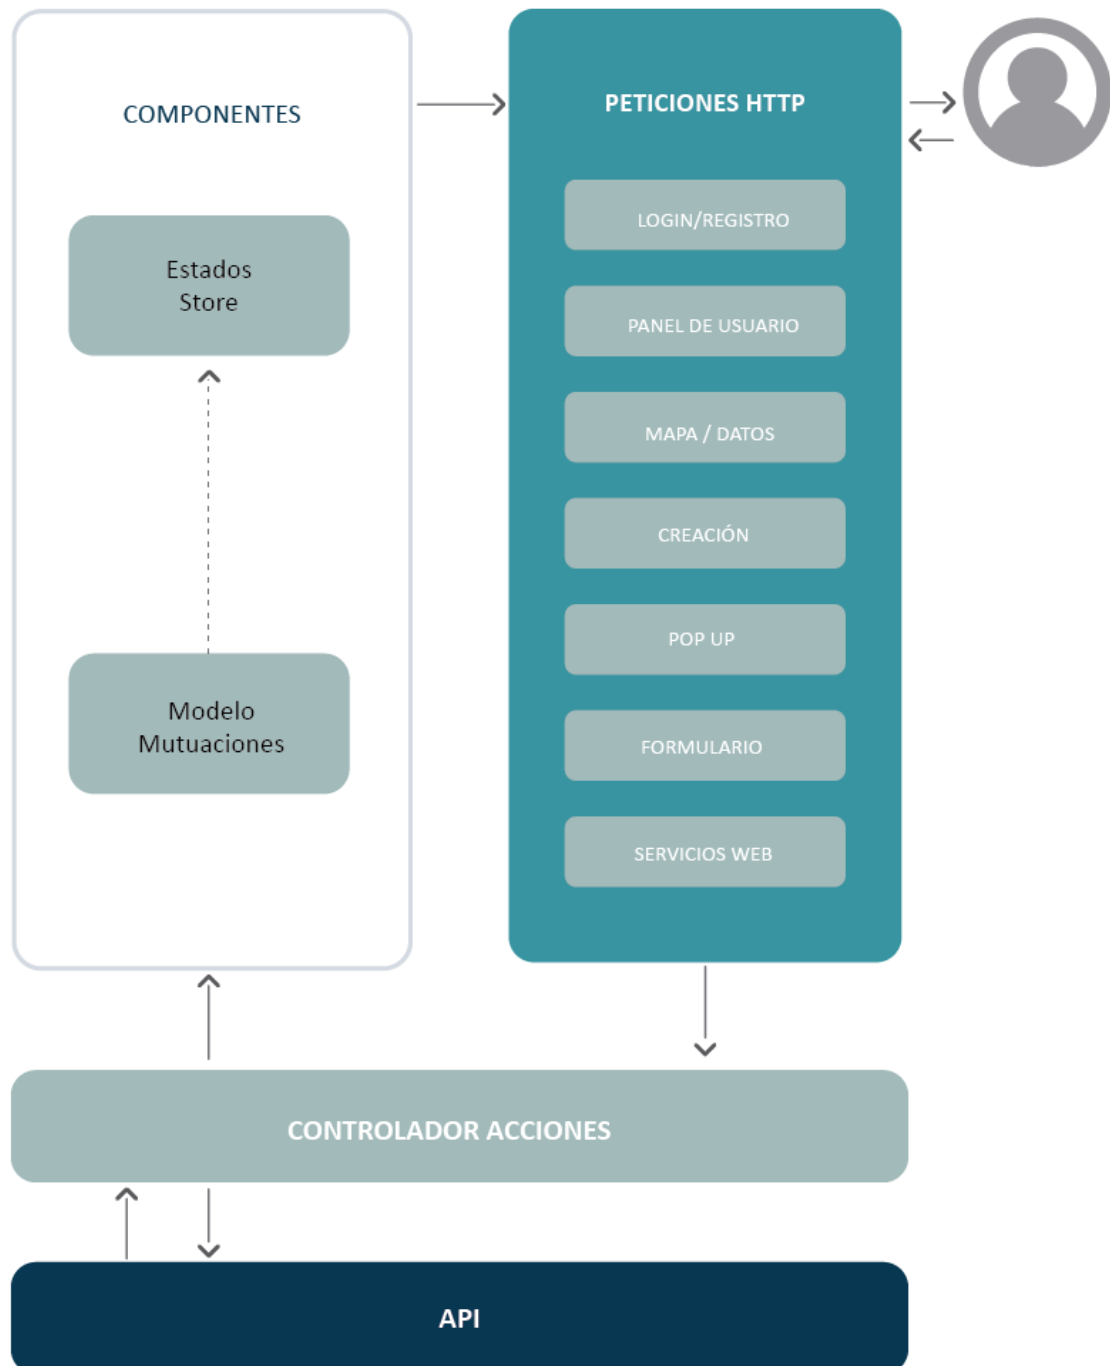 COMPONENTES
Estados
Store
Modelo
Mutuaciones
PETICIONES HTTP
LOGIN/REGISTRO
PANEL DE USUARIO
MAPA / DATOS
CREACIÓN
POP UP
FORMULARIO
SERVICIOS WEB
CONTROLADOR ACCIONES
API